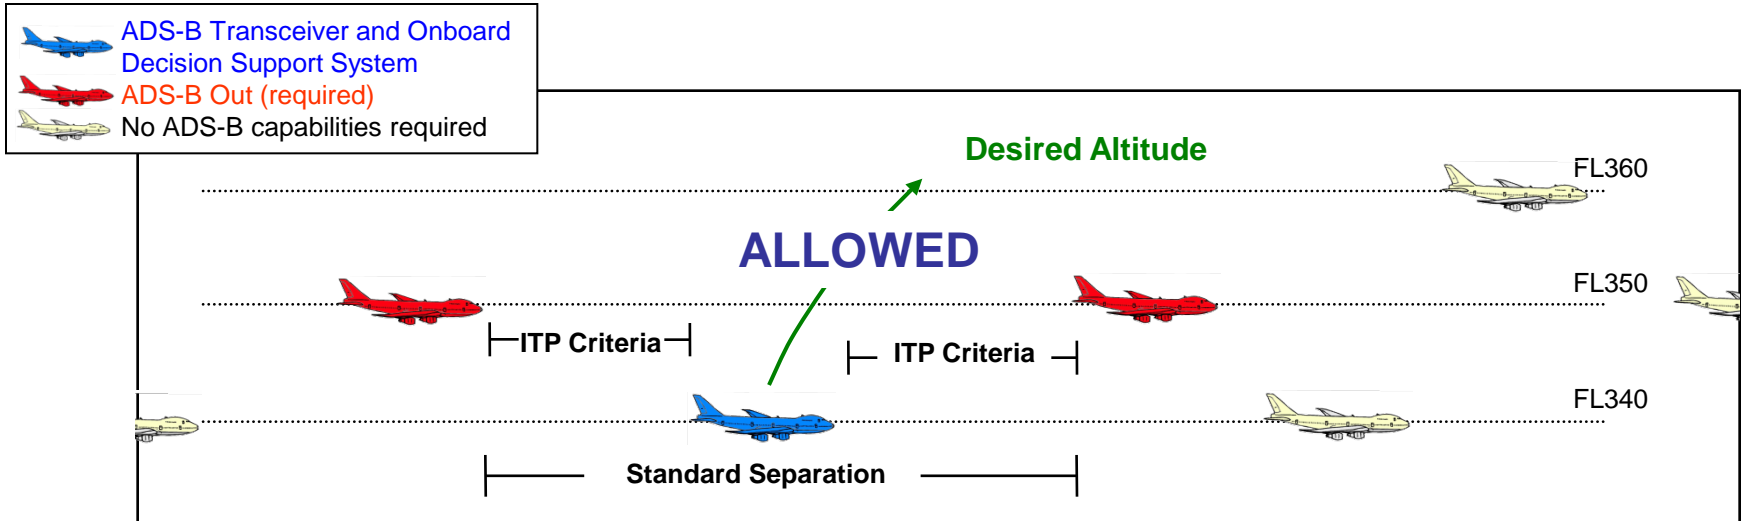 ADS-B Transceiver and Onboard
Decision Support System
ADS-B Out (required)
No ADS-B capabilities required
Desired Altitude
FL360
ALLOWED
FL350
ITP Criteria
ITP Criteria
FL340
Standard Separation